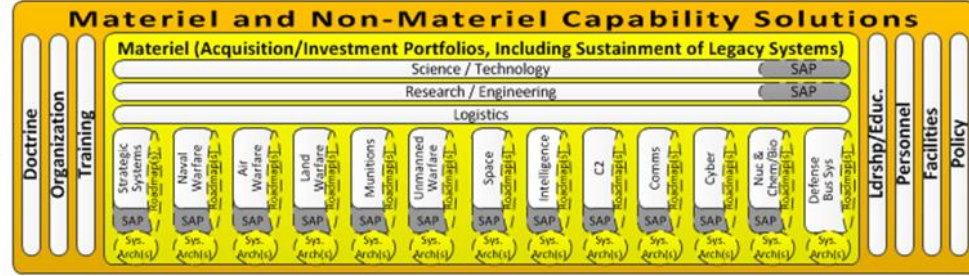 Materiel and Non-Materiel Capability Solutions
Doctrine
Organization
Training
Materiel (Acquisition/Investment Portfolios, Including Sustainment of Legacy Systems)
Science / Technology
SAP
Research / Engineering
SAP
Logistics
Strategic
Systems
Roadmap(s)
SAP
Sys.
Arch(s)
Naval
Warfare
Roadmap(s)
SAP
Sys.
Arch(s)
Air
Warfare
Roadmap(s)
SAP
Sys.
Arch(s)
Land
Warfare
Roadmap(s)
SAP
Sys.
Arch(s)
Munitions
Roadmap(s)
SAP
Sys.
Arch(s)
Unmanned
Warfare
Roadmap(s)
SAP
Sys.
Arch(s)
Space
Roadmap(s)
SAP
Sys.
Arch(s)
Intelligence
Roadmap(s)
SAP
Sys.
Arch(s)
C2
Roadmap(s)
SAP
Sys.
Arch(s)
Comms
Roadmap(s)
SAP
Sys.
Arch(s)
Cyber
Roadmap(s)
SAP
Sys.
Arch(s)
Nuc &
Chem/Bio
Roadmap(s)
SAP
Sys.
Arch(s)
Defense
Bus Sys
Roadmap(s)
Sys.
Arch(s)
Ldrshp/Educ.
Personnel
Facilities
Policy